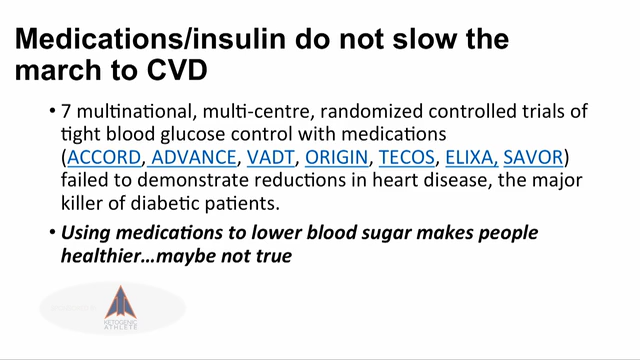 Medications/insulin do not slow the
march to CVD
• 7 multinational, multi-centre, randomized controlled trials of
tight blood glucose control with medications
(ACCORD, ADVANCE, VADT, ORIGIN, TECOS, ELIXA, SAVOR)
failed to demonstrate reductions in heart disease, the major
killer of diabetic patients.
• Using medications to lower blood sugar makes people
healthier...maybe not true
KETOGENIC
ATHLETE